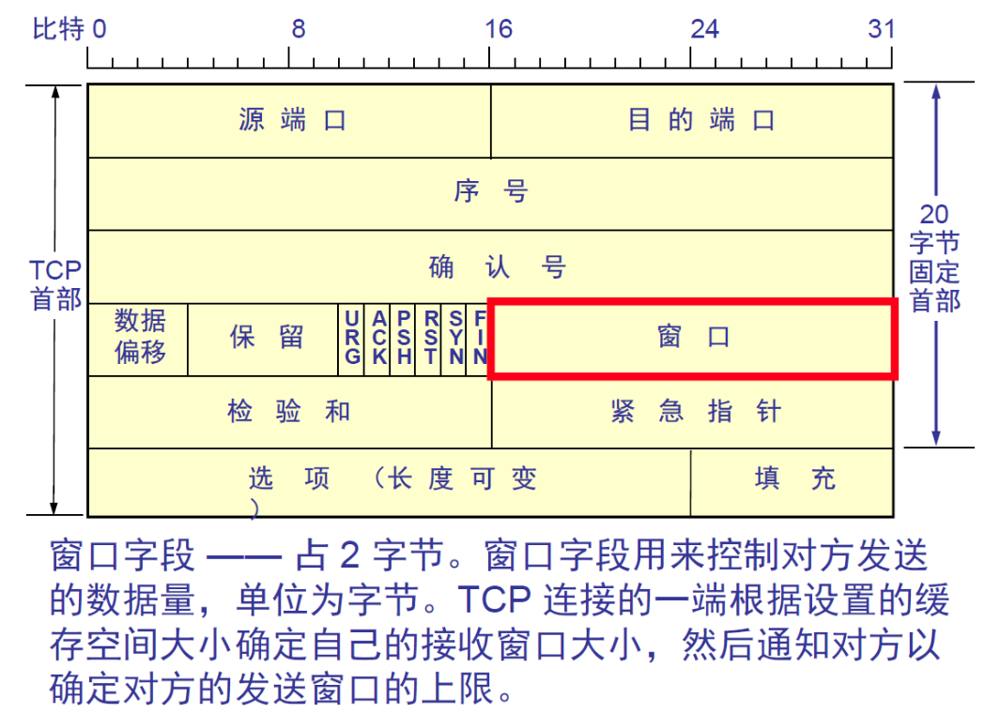 比特 0 8 16 24 31
源 端 口 目 的 端 口
序 号
确 认 号
TCP
首部
20
字节
固定
首部
数据
偏移
保 留
URG ACK PSH RST SYN FIN
窗 口
检 验 和 紧 急 指 针
选 项 （长 度 可 变
） 填 充
窗口字段 —— 占 2 字节。窗口字段用来控制对方发送
的数据量，单位为字节。TCP 连接的一端根据设置的缓
存空间大小确定自己的接收窗口大小，然后通知对方以
确定对方的发送窗口的上限。